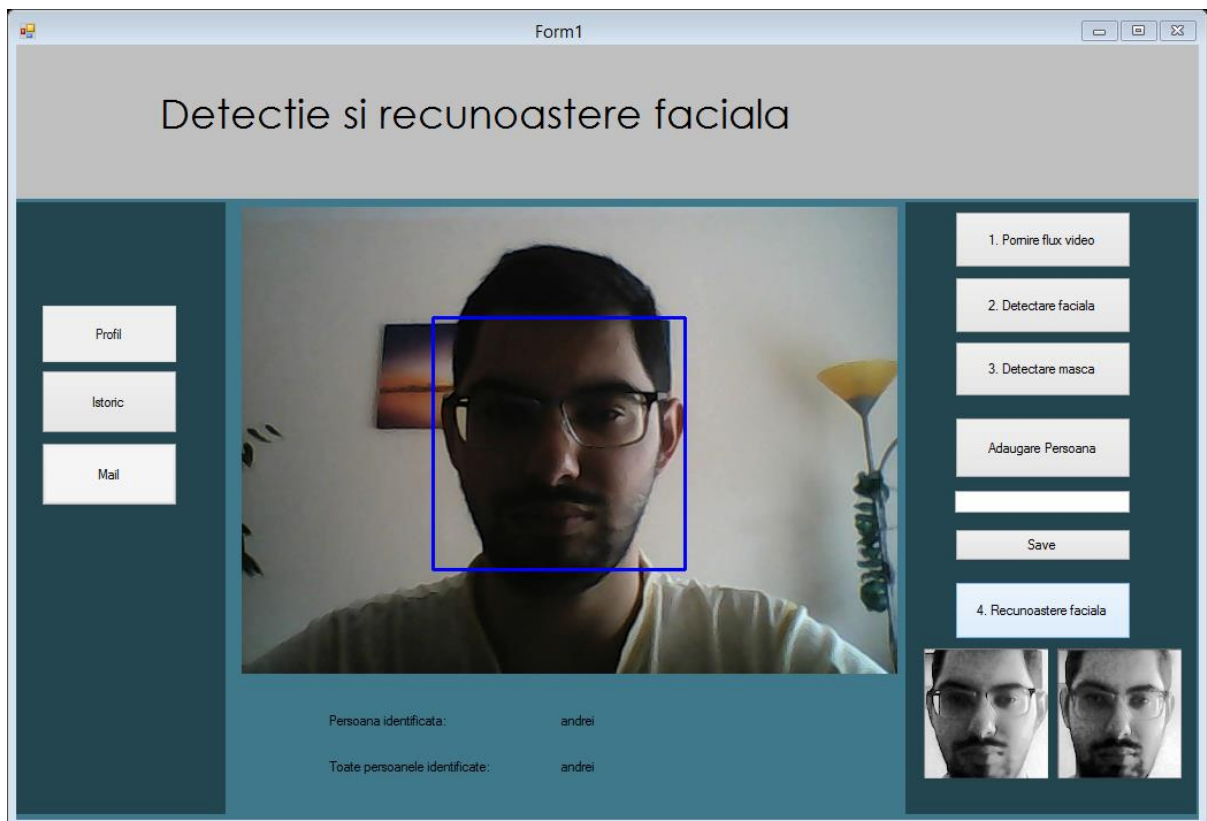 Form1
Detectie si recunoastere faciala
Profil
Istoric
Mail
1. Pornire flux video
2. Detectare faciala
3. Detectare masca
Adaugare Persoana
Save
4. Recunoastere faciala
Persoana identificata: andrei
Toate persoanele identificate: andrei